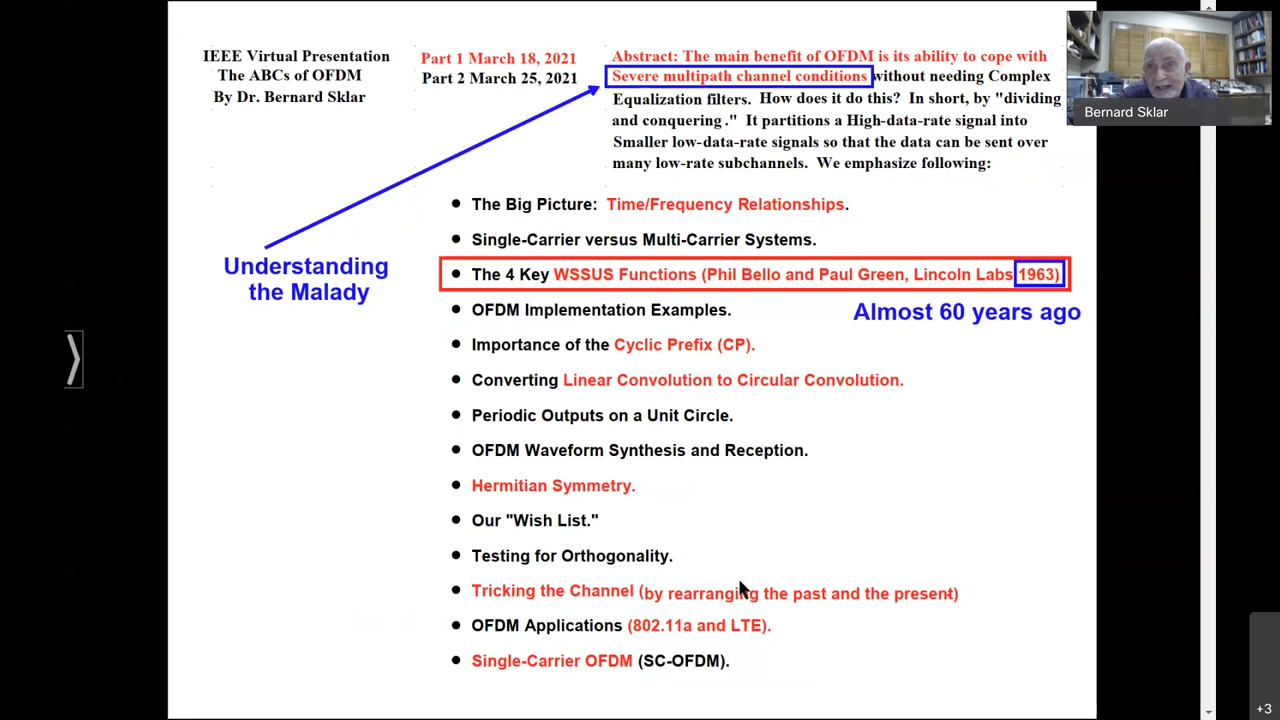 IEEE Virtual Presentation
The ABCs of OFDM
By Dr. Bernard Sklar
Part 1 March 18, 2021
Part 2 March 25, 2021
Abstract: The main benefit of OFDM is its ability to cope with
Severe multipath channel conditions without needing Complex
Equalization filters. How does it do this? In short, by "dividing
and conquering." It partitions a High-data-rate signal into
Smaller low-data-rate signals so that the data can be sent over
many low-rate subchannels. We emphasize following:
Bernard Sklar
Understanding
the Malady
• The Big Picture: Time/Frequency Relationships.
• Single-Carrier versus Multi-Carrier Systems.
• The 4 Key WSSUS Functions (Phil Bello and Paul Green, Lincoln Labs 1963)
Almost 60 years ago
• OFDM Implementation Examples.
• Importance of the Cyclic Prefix (CP).
• Converting Linear Convolution to Circular Convolution.
• Periodic Outputs on a Unit Circle.
• OFDM Waveform Synthesis and Reception.
• Hermitian Symmetry.
• Our "Wish List."
• Testing for Orthogonality.
• Tricking the Channel (by rearranging the past and the present)
• OFDM Applications (802.11a and LTE).
• Single-Carrier OFDM (SC-OFDM).
+3